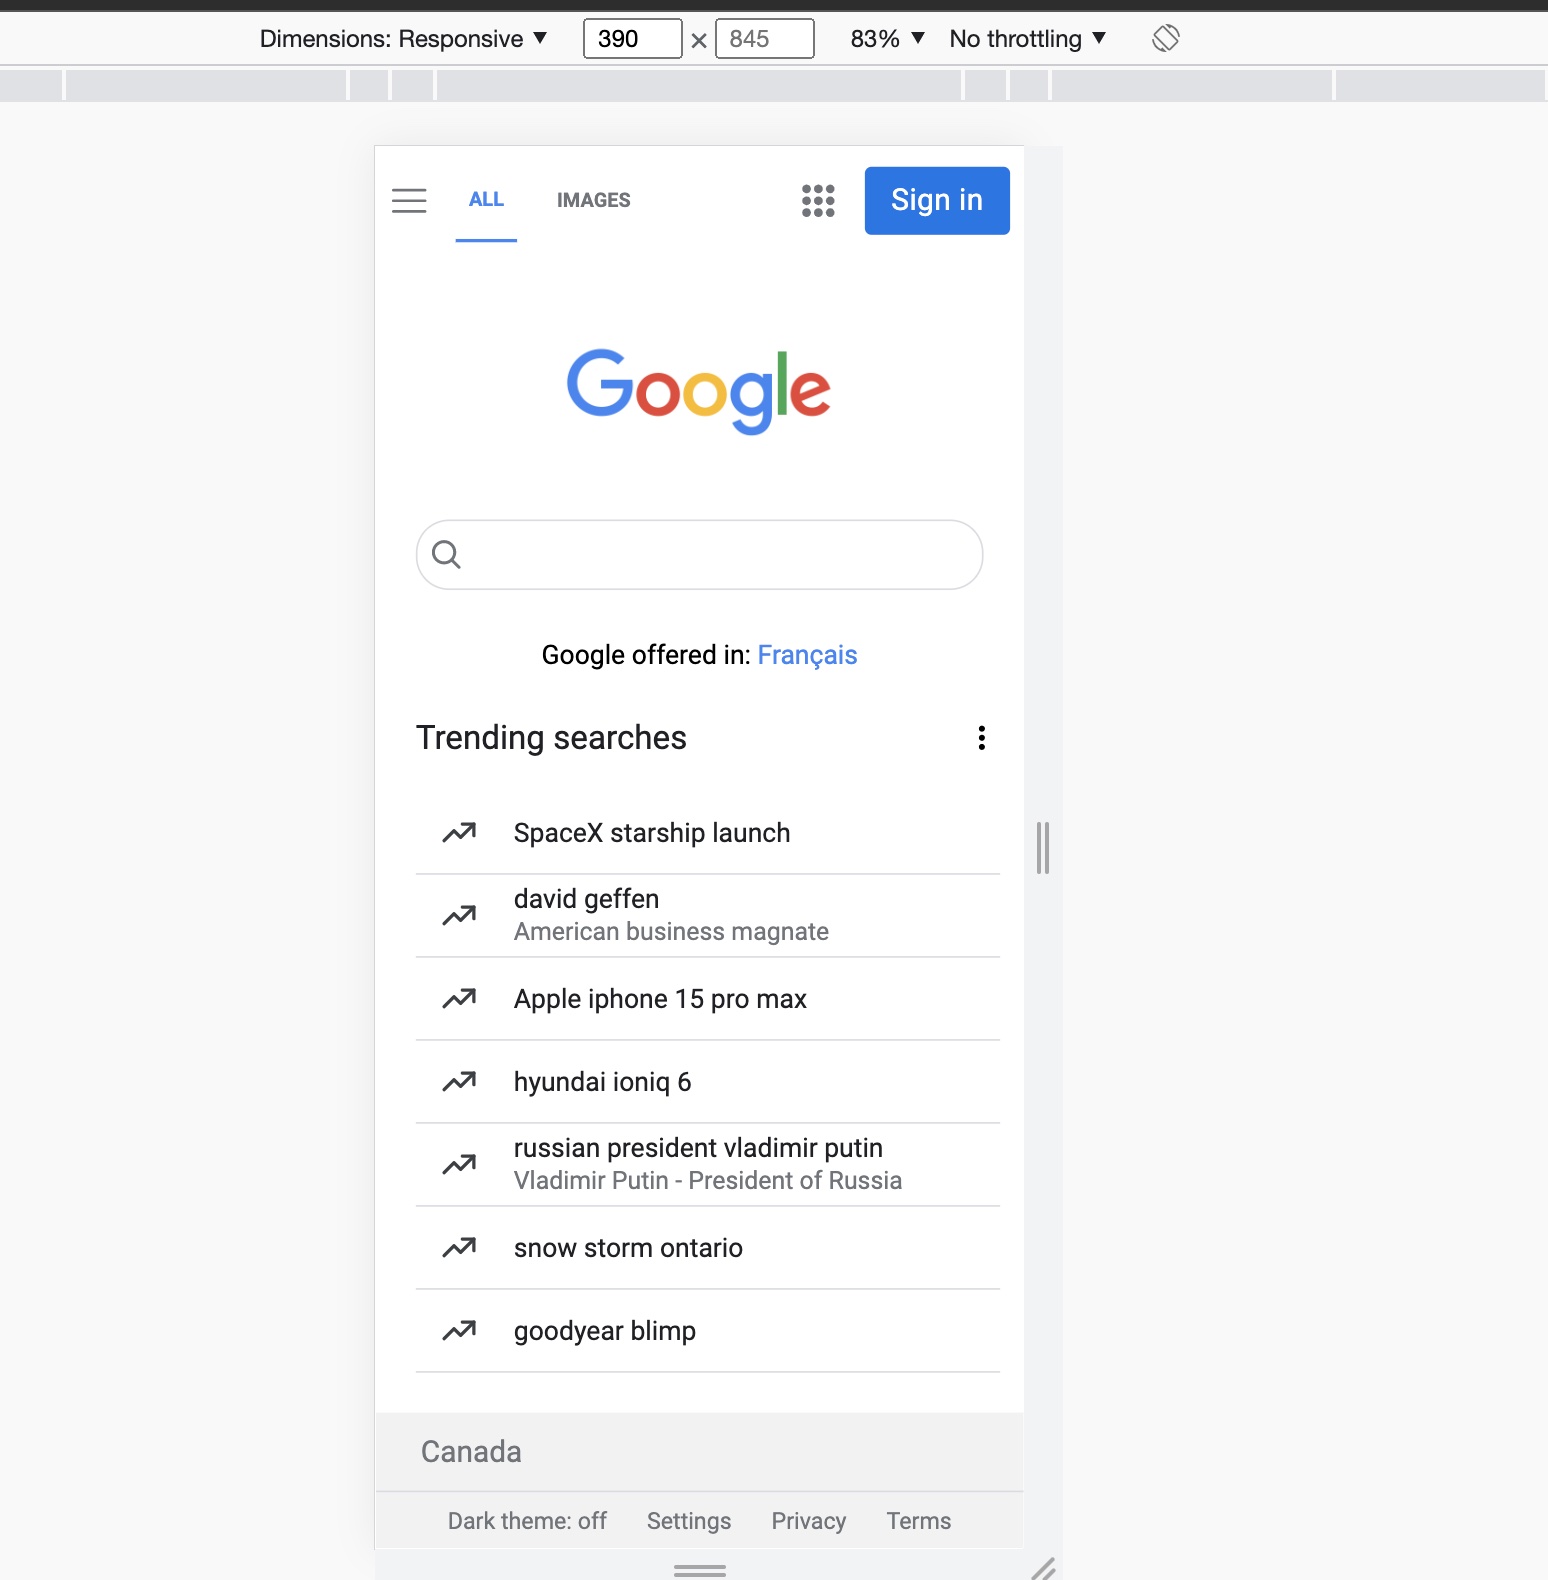 Dimensions: Responsive ▼ 390 × 845 83% ▼ No throttling ▼
ALL IMAGES Sign in
Google
Google offered in: Français
Trending searches
SpaceX starship launch
david geffen
American business magnate
Apple iphone 15 pro max
hyundai ioniq 6
russian president vladimir putin
Vladimir Putin - President of Russia
snow storm ontario
goodyear blimp
Canada
Dark theme: off Settings Privacy Terms